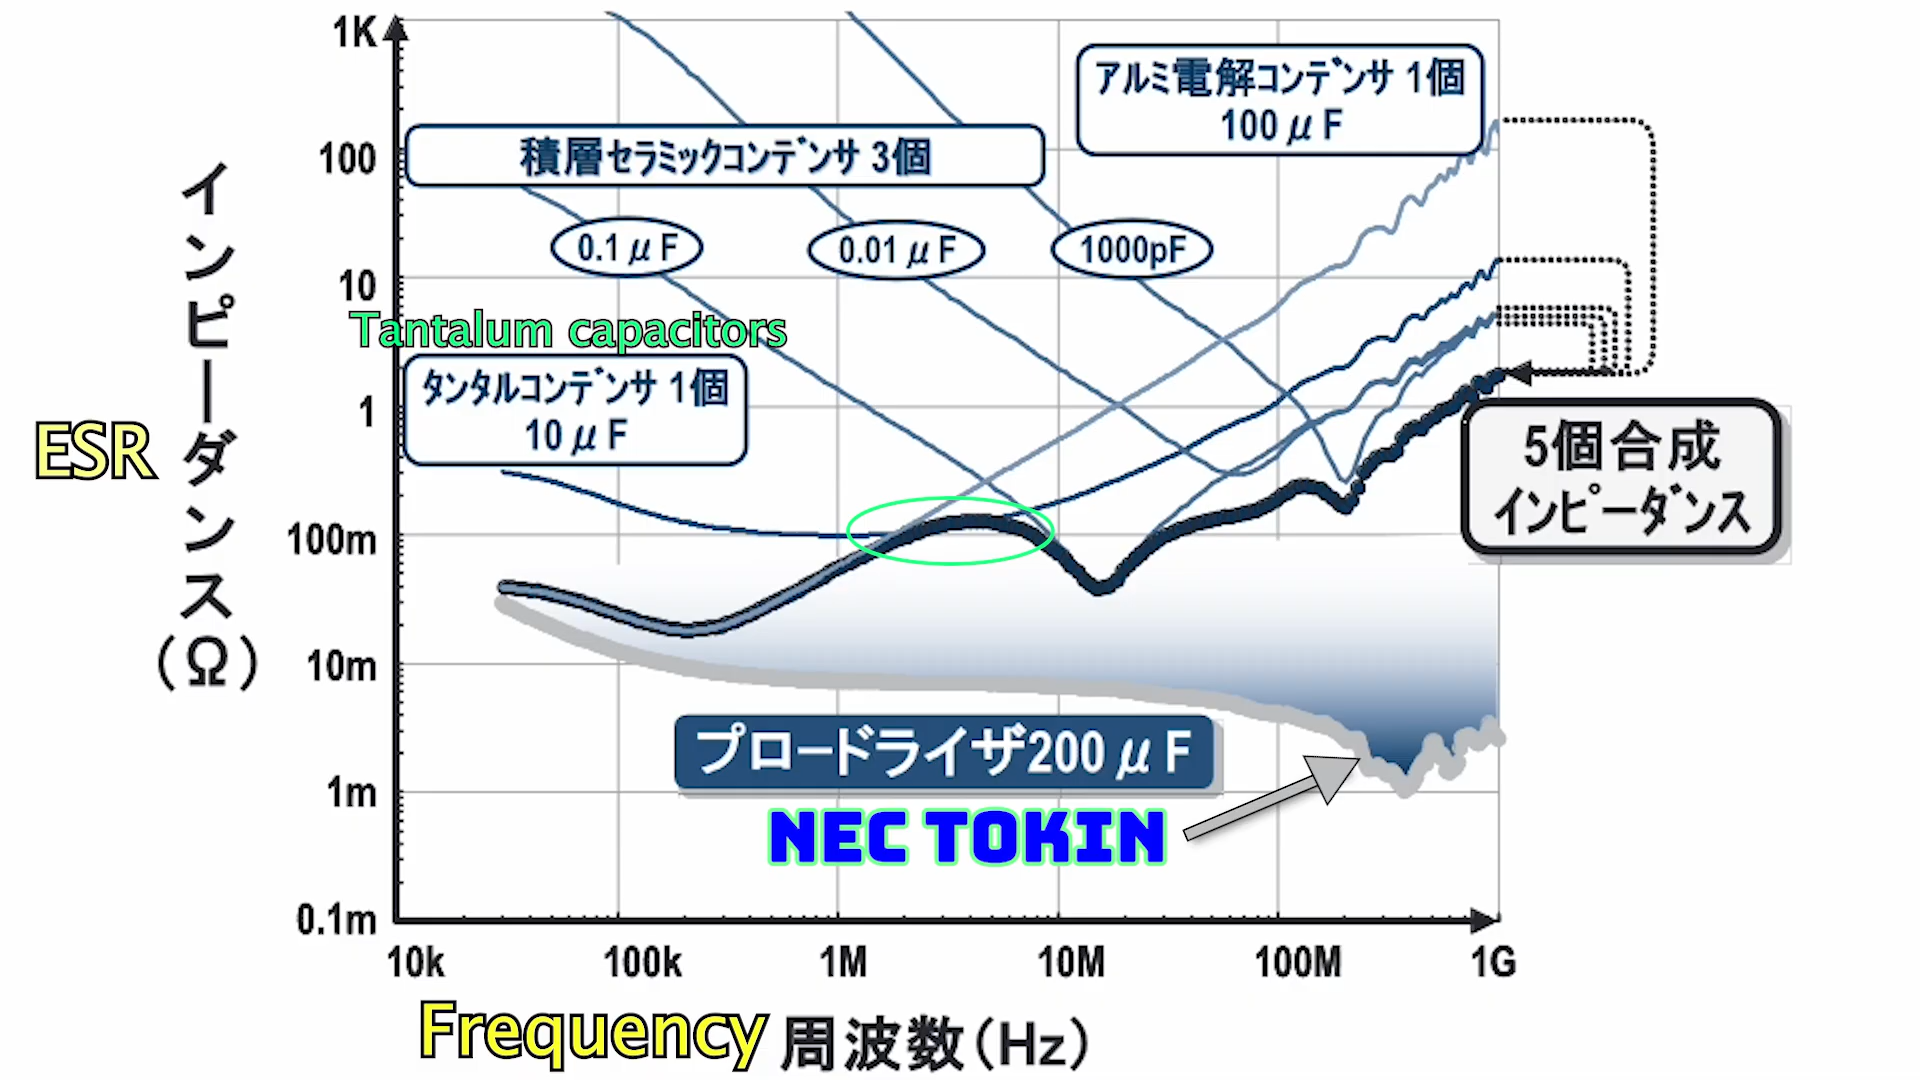 1K
100
10
1
100m
10m
1m
0.1m
インピーダンス
(Ω)
ESR
アルミ電解コンデンサ 1個
100μF
積層セラミックコンデンサ 3個
0.1μF
0.01μF
1000pF
Tantalum capacitors
タンタルコンデンサ 1個
10μF
5個合成
インピーダンス
プロードライザ200μF
NEC TOKIN
10k
100k
1M
10M
100M
1G
Frequency
周波数(Hz)